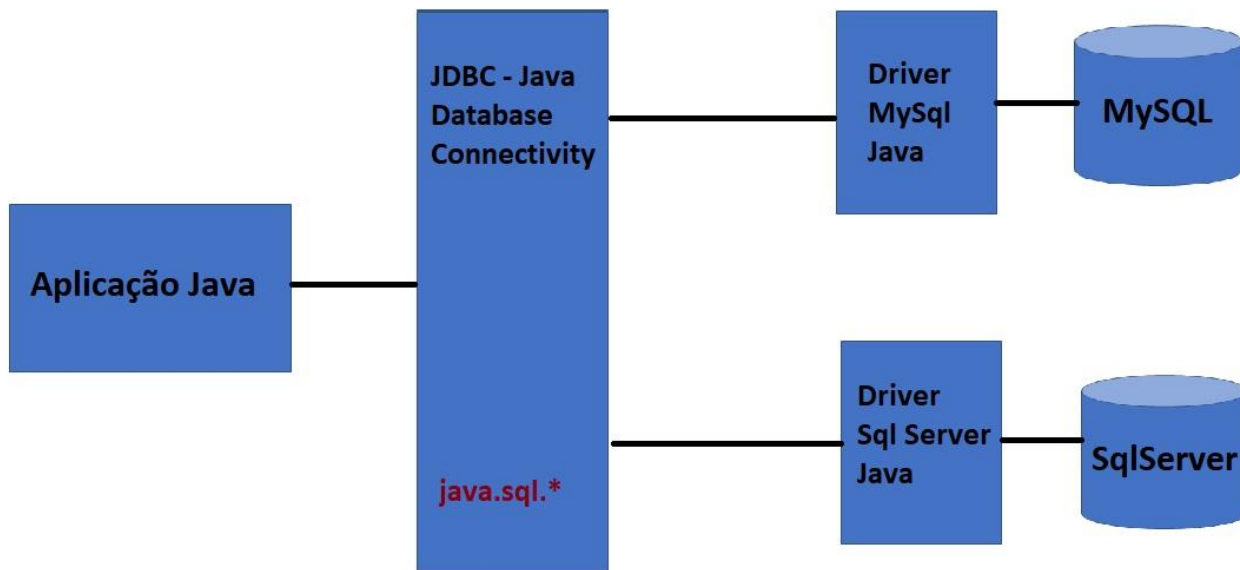 Aplicação Java
JDBC - Java
Database
Connectivity
java.sql.*
Driver
MySql
Java
MySQL
Driver
Sql Server
Java
SqlServer